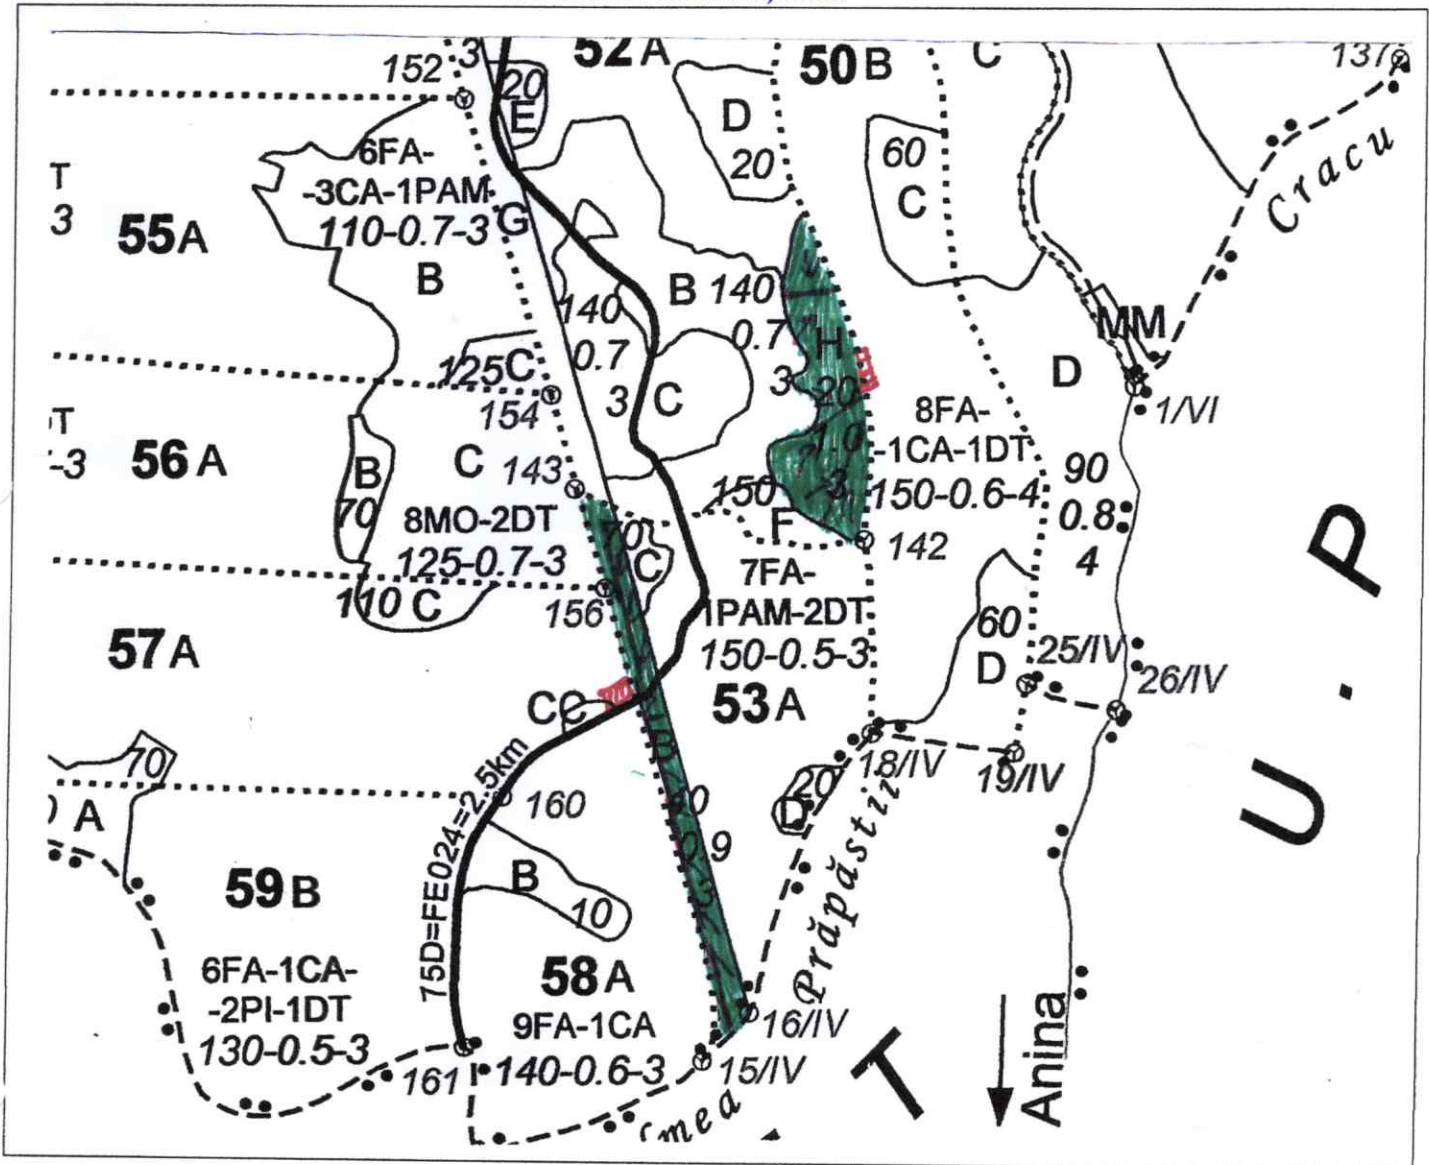 152
3
52A
50B
C
137
20
E
D
20
60
C
Cracu
T
3
55A
6FA-
-3CA-1PAM
110-0.7-3
G
B
B
140
0.7
3
140
0.7
3
H
20
1.0
3
MM
D
1/VI
125C
154
C
8FA-
-1CA-1DT
150-0.6-4
90
0.8
4
T
-3
56A
B
70
C
143
8MO-2DT
125-0.7-3
150
F
142
70
C
7FA-
1PAM-2DT
150-0.5-3
156
110 C
57A
60
D
25/IV
26/IV
CC
53A
70
18/IV
19/IV
20
D
A
75D=FE024=2.5km
160
0.9
59B
B
10
Prăpăstii
6FA-1CA-
-2PI-1DT
130-0.5-3
58A
9FA-1CA
140-0.6-3
16/IV
15/IV
161
Anina
U.P
T